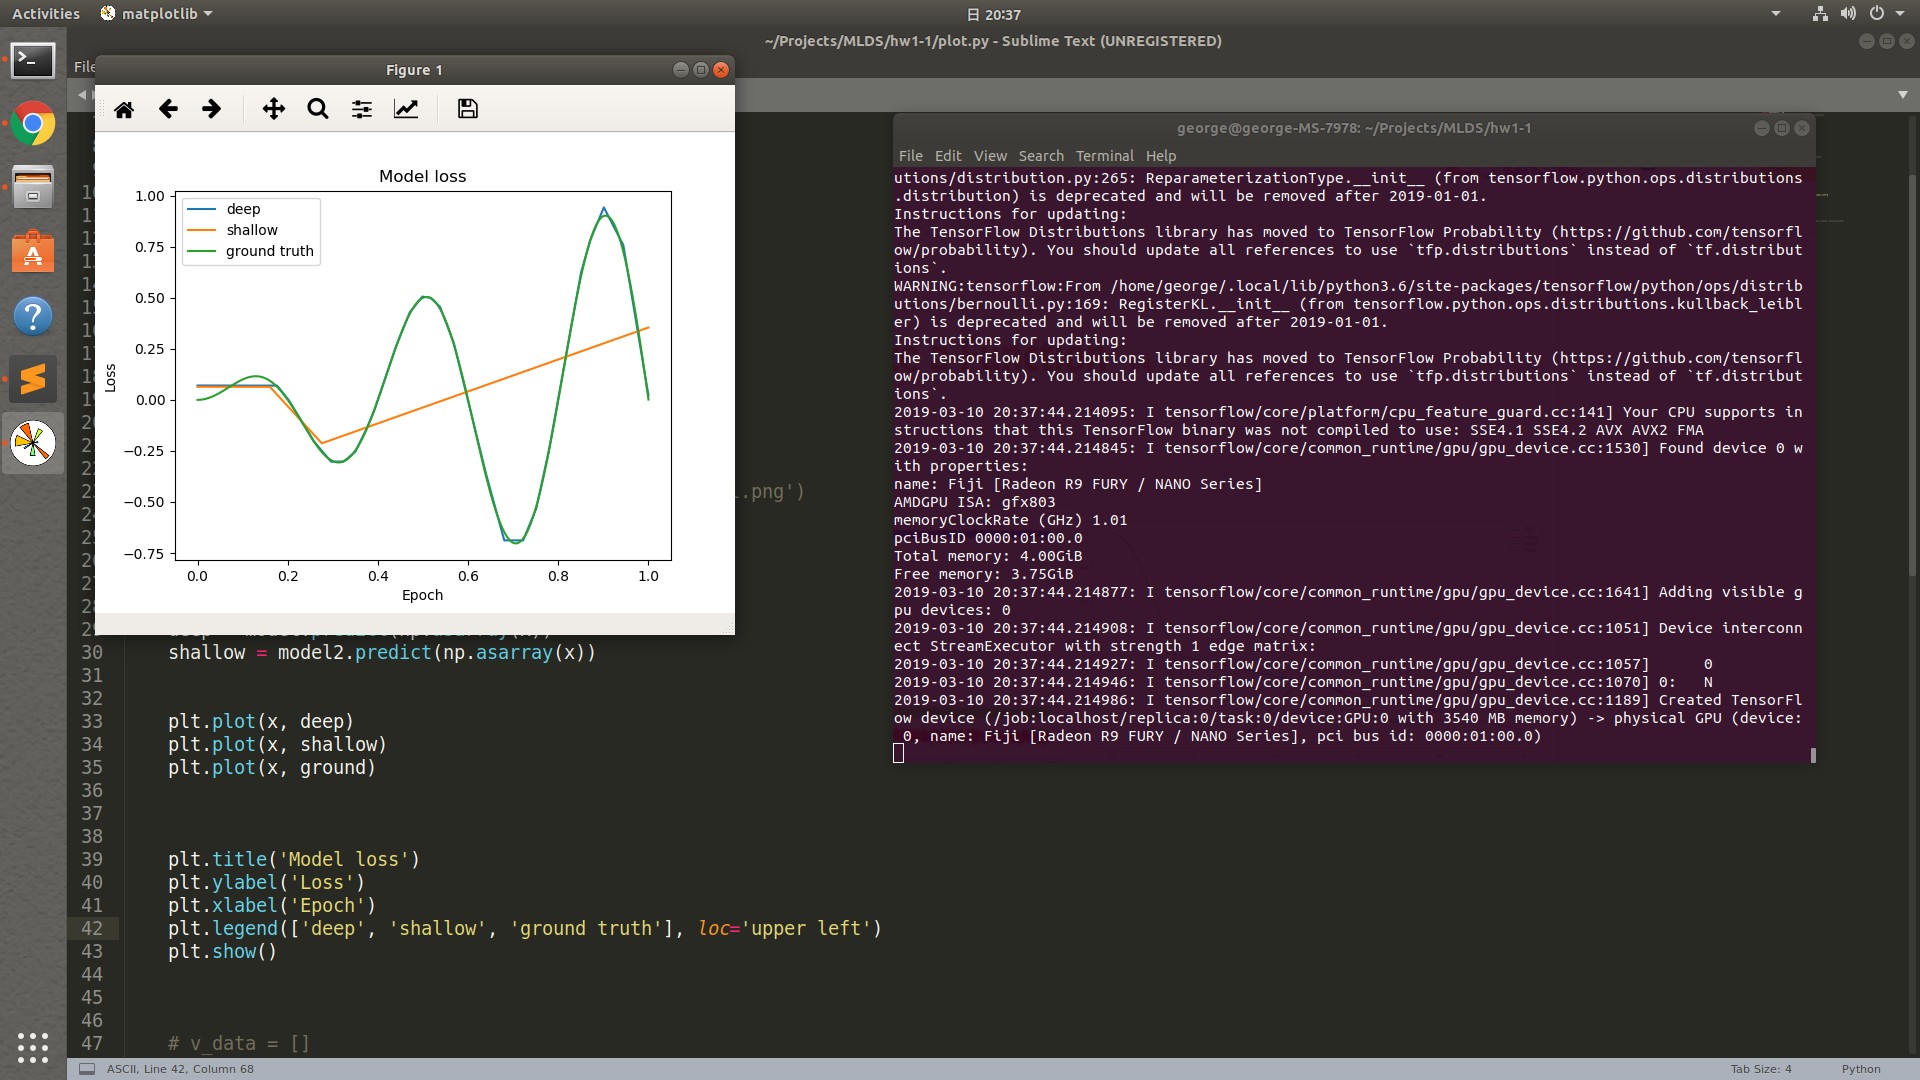 Activities
matplotlib
日 20:37
~/Projects/MLDS/hw1-1/plot.py - Sublime Text (UNREGISTERED)
File
Figure 1
Model loss
1.00
0.75
0.50
0.25
0.00
−0.25
−0.50
−0.75
Loss
deep
shallow
ground truth
0.0 0.2 0.4 0.6 0.8 1.0
Epoch
.png')
30 shallow = model2.predict(np.asarray(x))
31
32
33 plt.plot(x, deep)
34 plt.plot(x, shallow)
35 plt.plot(x, ground)
36
37
38
39 plt.title('Model loss')
40 plt.ylabel('Loss')
41 plt.xlabel('Epoch')
42 plt.legend(['deep', 'shallow', 'ground truth'], loc='upper left')
43 plt.show()
44
45
46
47 # v_data = []
george@george-MS-7978: ~/Projects/MLDS/hw1-1
File Edit View Search Terminal Help
utions/distribution.py:265: ReparameterizationType.__init__ (from tensorflow.python.ops.distributions
.distribution) is deprecated and will be removed after 2019-01-01.
Instructions for updating:
The TensorFlow Distributions library has moved to TensorFlow Probability (https://github.com/tensorfl
ow/probability). You should update all references to use `tfp.distributions` instead of `tf.distribut
ions`.
WARNING:tensorflow:From /home/george/.local/lib/python3.6/site-packages/tensorflow/python/ops/distrib
utions/bernoulli.py:169: RegisterKL.__init__ (from tensorflow.python.ops.distributions.kullback_leibl
er) is deprecated and will be removed after 2019-01-01.
Instructions for updating:
The TensorFlow Distributions library has moved to TensorFlow Probability (https://github.com/tensorfl
ow/probability). You should update all references to use `tfp.distributions` instead of `tf.distribut
ions`.
2019-03-10 20:37:44.214095: I tensorflow/core/platform/cpu_feature_guard.cc:141] Your CPU supports in
structions that this TensorFlow binary was not compiled to use: SSE4.1 SSE4.2 AVX AVX2 FMA
2019-03-10 20:37:44.214845: I tensorflow/core/common_runtime/gpu/gpu_device.cc:1530] Found device 0 w
ith properties:
name: Fiji [Radeon R9 FURY / NANO Series]
AMDGPU ISA: gfx803
memoryClockRate (GHz) 1.01
pciBusID 0000:01:00.0
Total memory: 4.00GiB
Free memory: 3.75GiB
2019-03-10 20:37:44.214877: I tensorflow/core/common_runtime/gpu/gpu_device.cc:1641] Adding visible g
pu devices: 0
2019-03-10 20:37:44.214908: I tensorflow/core/common_runtime/gpu/gpu_device.cc:1051] Device interconn
ect StreamExecutor with strength 1 edge matrix:
2019-03-10 20:37:44.214927: I tensorflow/core/common_runtime/gpu/gpu_device.cc:1057]      0
2019-03-10 20:37:44.214946: I tensorflow/core/common_runtime/gpu/gpu_device.cc:1070] 0:   N
2019-03-10 20:37:44.214986: I tensorflow/core/common_runtime/gpu/gpu_device.cc:1189] Created TensorFl
ow device (/job:localhost/replica:0/task:0/device:GPU:0 with 3540 MB memory) -> physical GPU (device:
 0, name: Fiji [Radeon R9 FURY / NANO Series], pci bus id: 0000:01:00.0)
ASCII, Line 42, Column 68
Tab Size: 4
Python